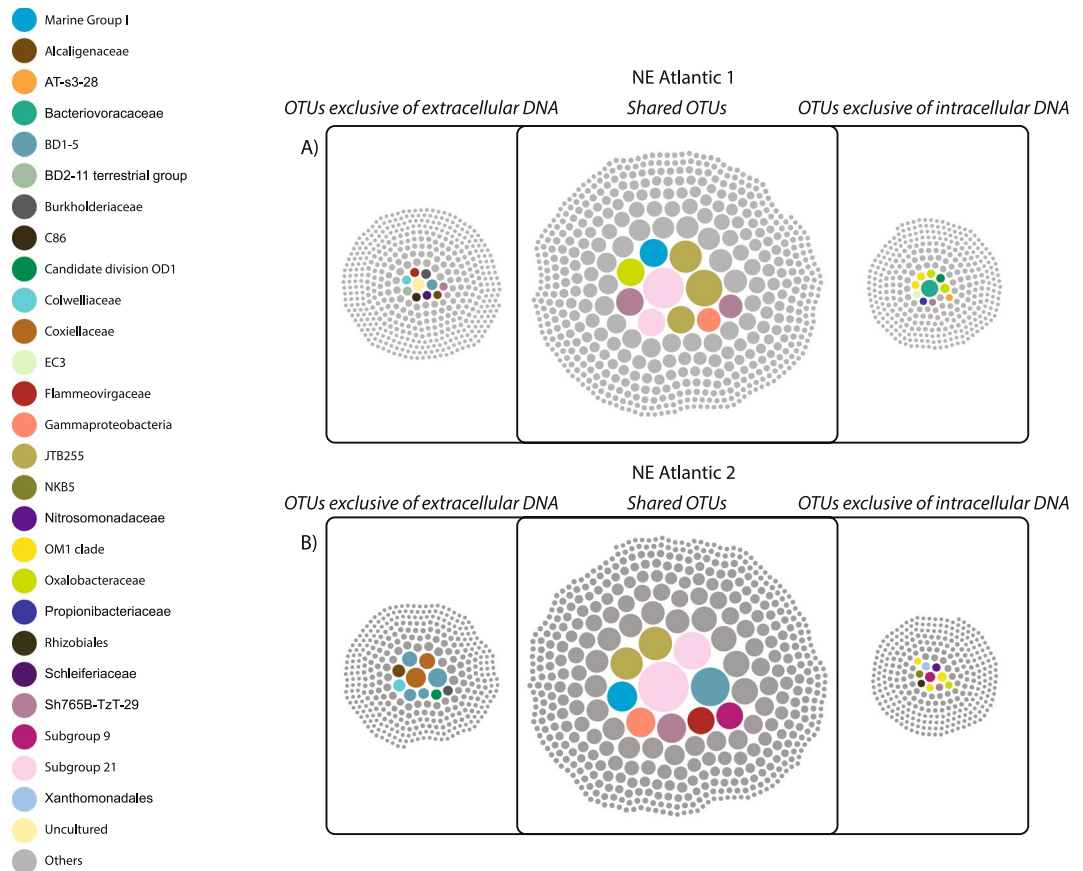 Marine Group I
Alcaligenaceae
AT-s3-28
Bacteriovoracaceae
BD1-5
BD2-11 terrestrial group
Burkholderiaceae
C86
Candidate division OD1
Colwelliaceae
Coxiellaceae
EC3
Flammeovirgaceae
Gammaproteobacteria
JTB255
NKB5
Nitrosomonadaceae
OM1 clade
Oxalobacteraceae
Propionibacteriaceae
Rhizobiales
Schleiferiaceae
Sh765B-TzT-29
Subgroup 9
Subgroup 21
Xanthomonadales
Uncultured
Others
NE Atlantic 1
OTUs exclusive of extracellular DNA Shared OTUs OTUs exclusive of intracellular DNA
A)
NE Atlantic 2
OTUs exclusive of extracellular DNA Shared OTUs OTUs exclusive of intracellular DNA
B)